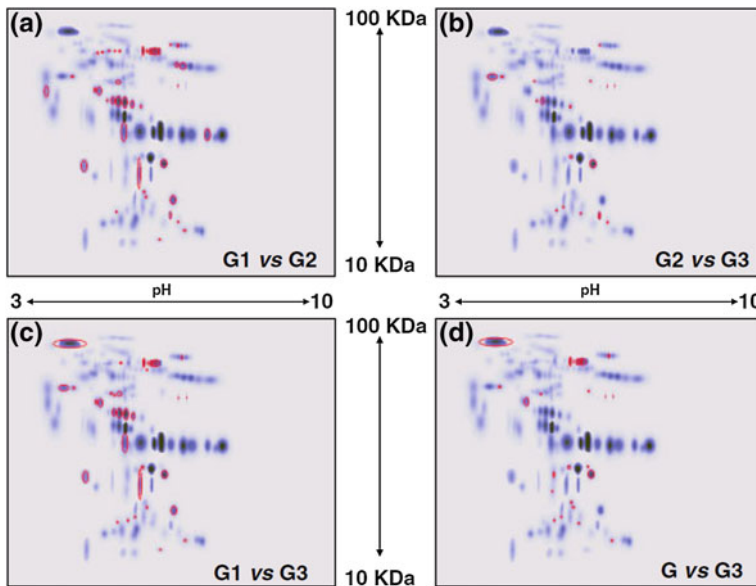 (a)
100 KDa
(b)
G1 vs G2
10 KDa
G2 vs G3
3
pH
10
3
pH
10
(c)
100 KDa
(d)
G1 vs G3
10 KDa
G vs G3